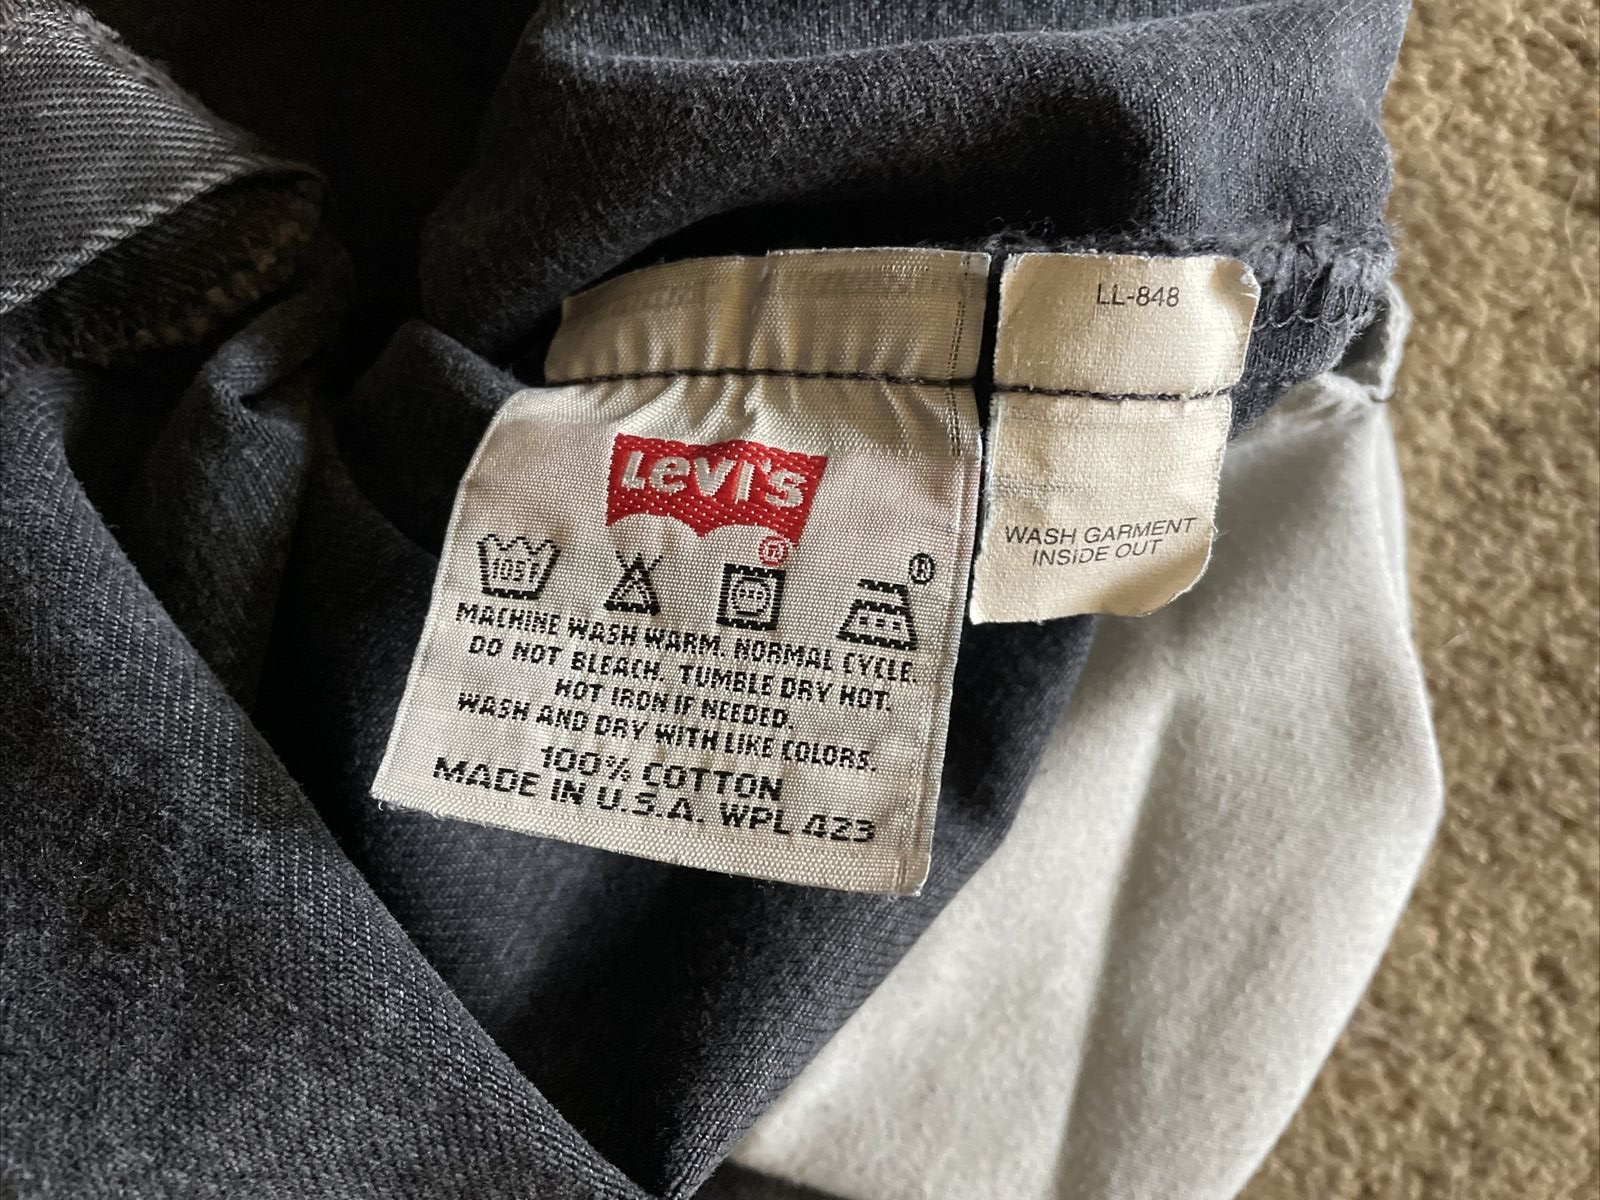 LEVI'S
®
105F
®
MACHINE WASH WARM. NORMAL CYCLE.
DO NOT BLEACH. TUMBLE DRY HOT.
HOT IRON IF NEEDED.
WASH AND DRY WITH LIKE COLORS.
100% COTTON
MADE IN U.S.A. WPL 423
LL-848
WASH GARMENT
INSIDE OUT